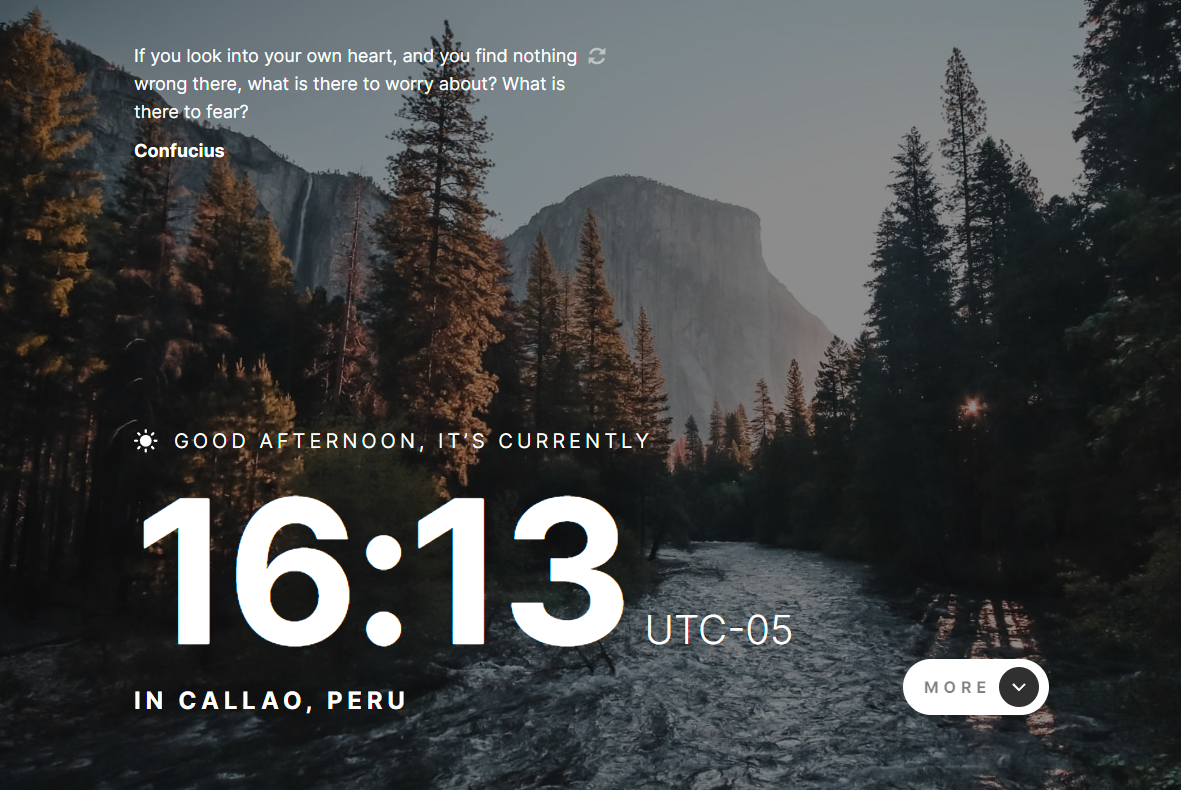 If you look into your own heart, and you find nothing
wrong there, what is there to worry about? What is
there to fear?
Confucius
GOOD AFTERNOON, IT'S CURRENTLY
16:13 UTC-05
IN CALLAO, PERU
MORE